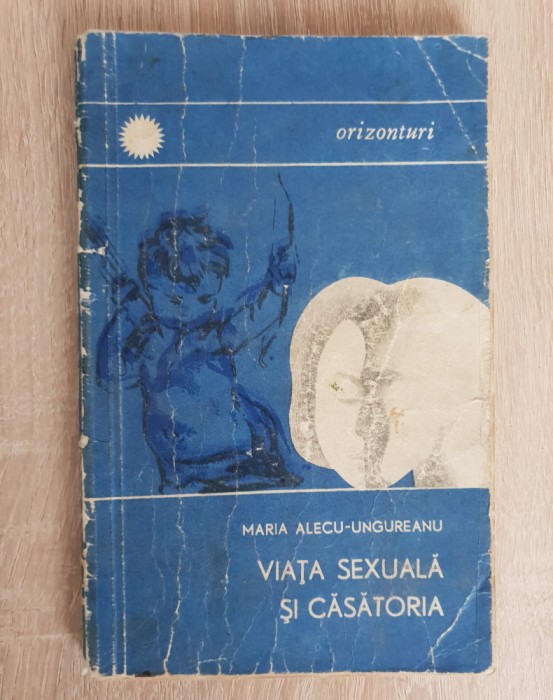 orizonturi
MARIA ALECU-UNGUREANU
VIAȚA SEXUALĂ
ȘI CĂSĂTORIA